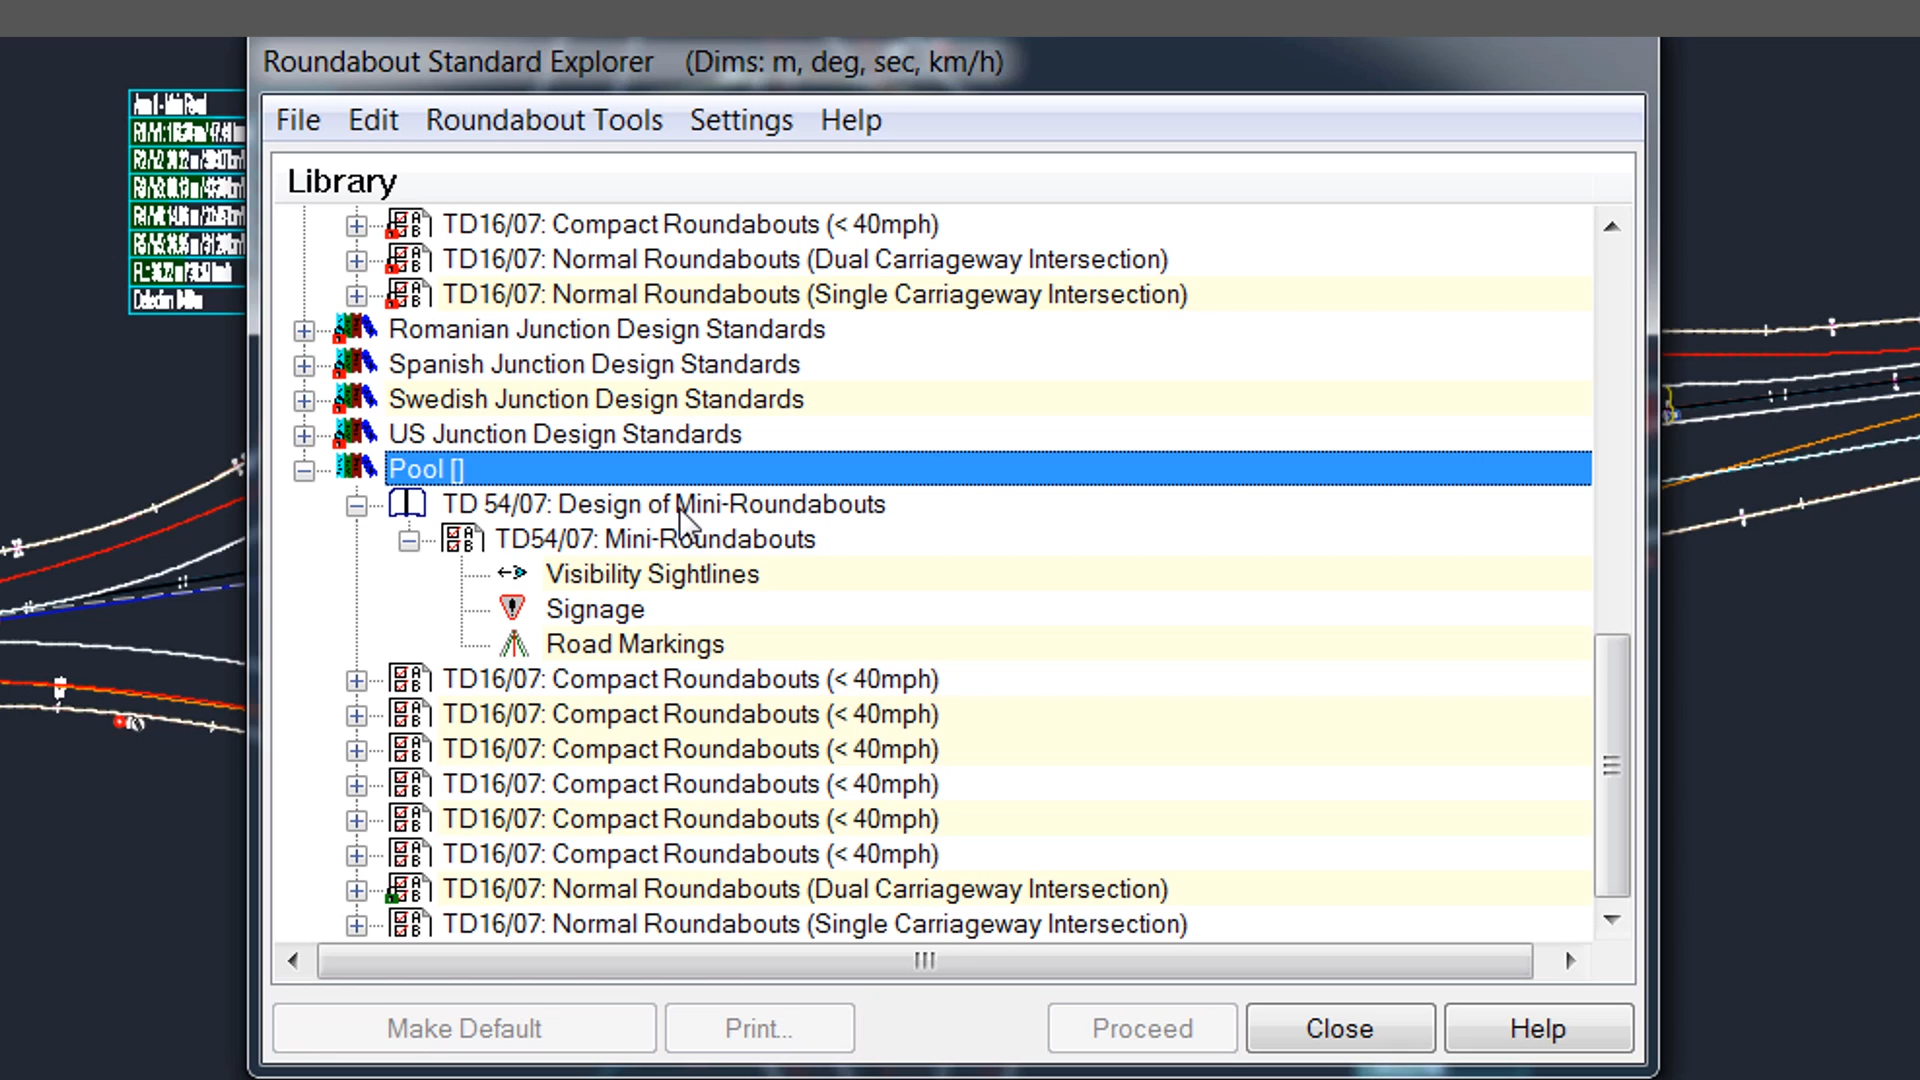 Roundabout Standard Explorer (Dims: m, deg, sec, km/h)
File Edit Roundabout Tools Settings Help
Library
TD16/07: Compact Roundabouts (< 40mph)
TD16/07: Normal Roundabouts (Dual Carriageway Intersection)
TD16/07: Normal Roundabouts (Single Carriageway Intersection)
Romanian Junction Design Standards
Spanish Junction Design Standards
Swedish Junction Design Standards
US Junction Design Standards
Pool []
TD 54/07: Design of Mini-Roundabouts
TD54/07: Mini-Roundabouts
Visibility Sightlines
Signage
Road Markings
TD16/07: Compact Roundabouts (< 40mph)
TD16/07: Compact Roundabouts (< 40mph)
TD16/07: Compact Roundabouts (< 40mph)
TD16/07: Compact Roundabouts (< 40mph)
TD16/07: Compact Roundabouts (< 40mph)
TD16/07: Compact Roundabouts (< 40mph)
TD16/07: Normal Roundabouts (Dual Carriageway Intersection)
TD16/07: Normal Roundabouts (Single Carriageway Intersection)
Make Default Print... Proceed Close Help